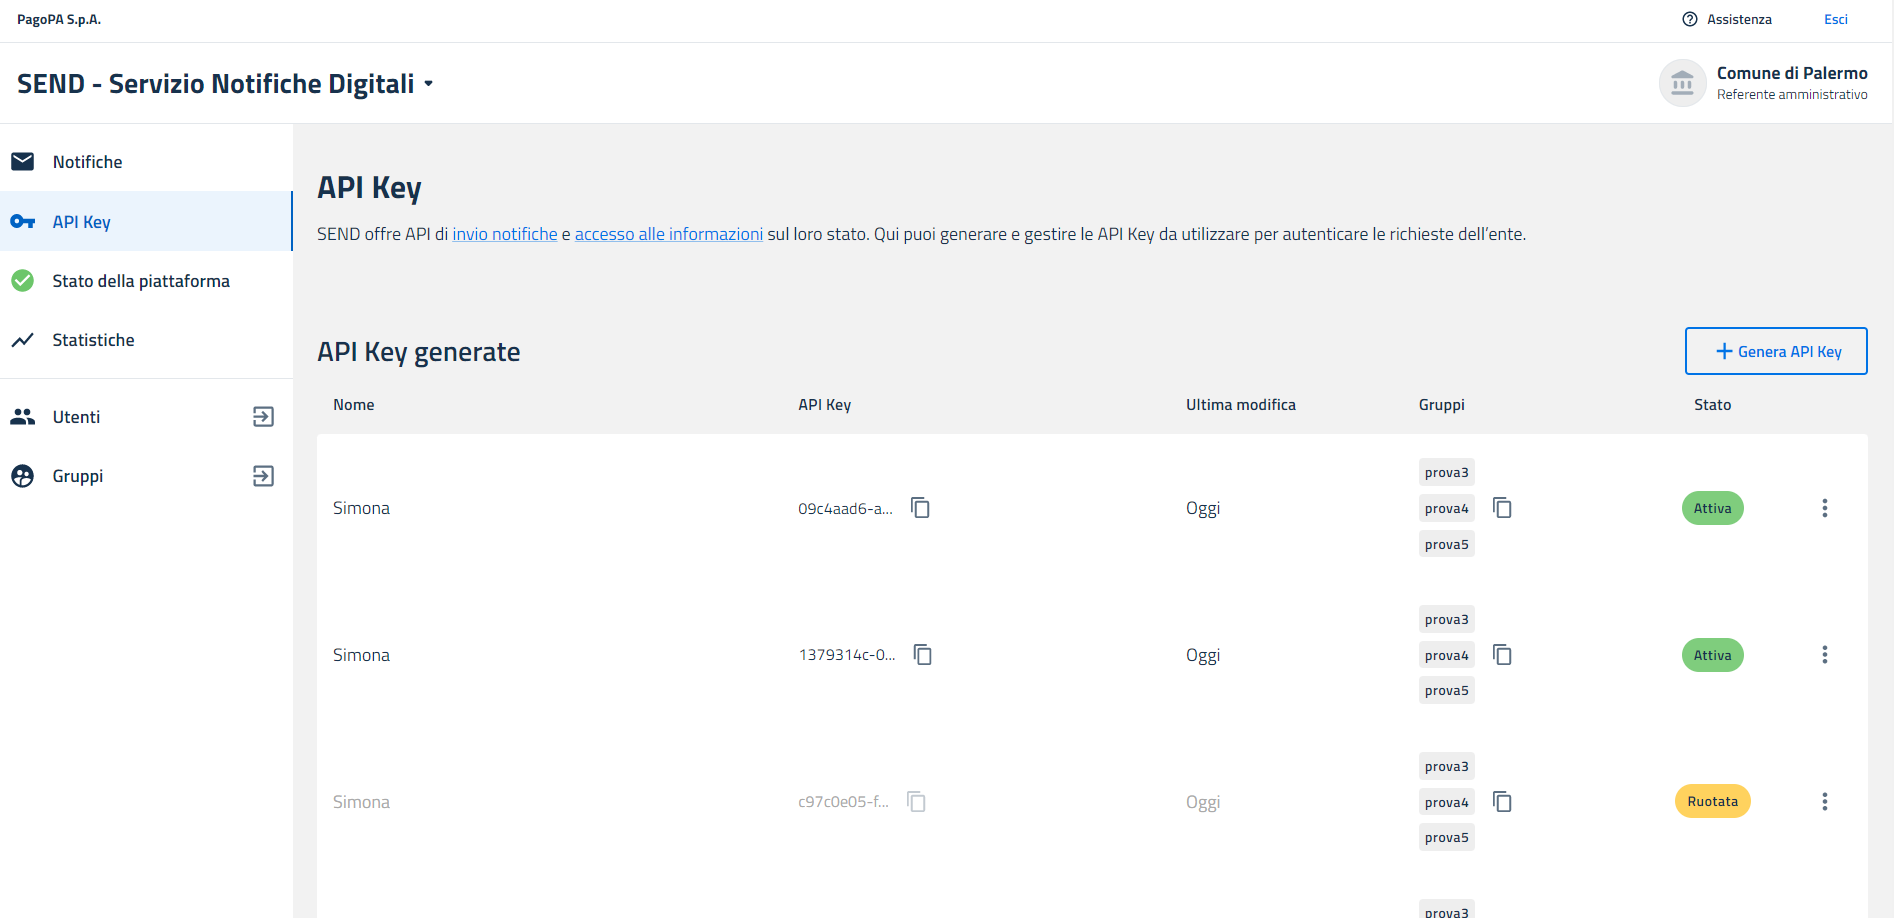 PagoPA S.p.A.
Assistenza
Esci
SEND - Servizio Notifiche Digitali
Comune di Palermo
Referente amministrativo
Notifiche
API Key
Stato della piattaforma
Statistiche
Utenti
Gruppi
API Key
SEND offre API di invio notifiche e accesso alle informazioni sul loro stato. Qui puoi generare e gestire le API Key da utilizzare per autenticare le richieste dell’ente.
API Key generate
Genera API Key
Nome API Key Ultima modifica Gruppi Stato
prova3
Simona 09c4aad6-a... Oggi prova4 Attiva
prova5
prova3
Simona 1379314c-0... Oggi prova4 Attiva
prova5
prova3
Simona c97c0e05-f... Oggi prova4 Ruotata
prova5
prova3